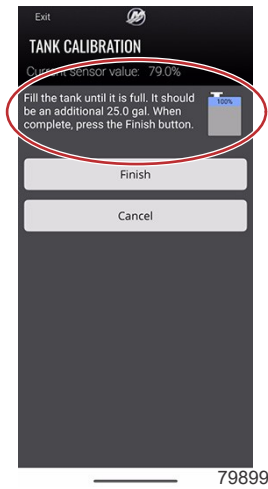 Exit
TANK CALIBRATION
Current sensor value: 79.0%
Fill the tank until it is full. It should
be an additional 25.0 gal. When
complete, press the Finish button.
100%
Finish
Cancel
79899